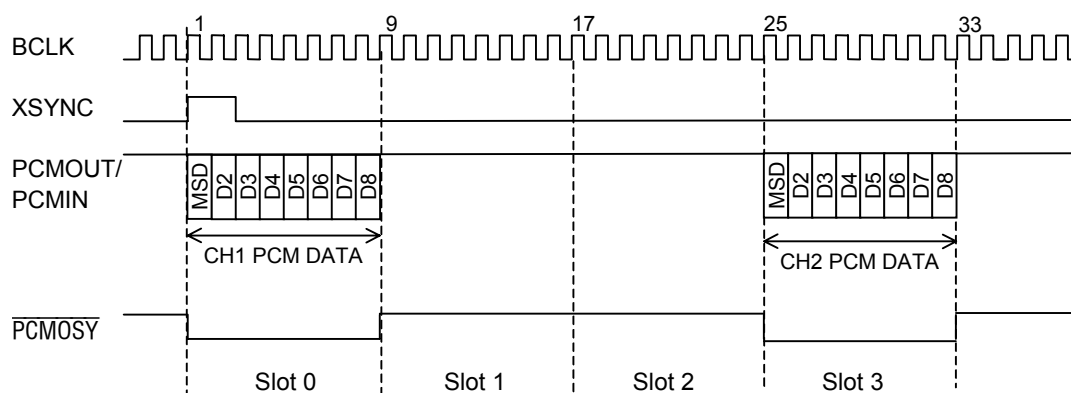 1 9 17 25 33
BCLK
XSYNC
PCMOUT/
PCMIN
MSD D2 D3 D4 D5 D6 D7 D8 MSD D2 D3 D4 D5 D6 D7 D8
CH1 PCM DATA CH2 PCM DATA
PCMOSY
Slot 0 Slot 1 Slot 2 Slot 3